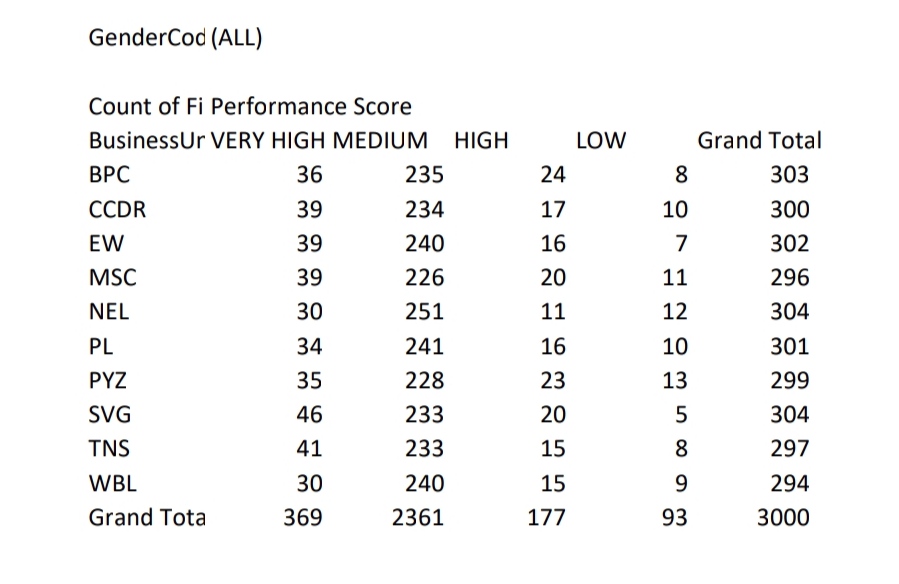 GenderCod (ALL)
Count of Fi Performance Score
BusinessUr VERY HIGH MEDIUM HIGH LOW Grand Total
BPC 36 235 24 8 303
CCDR 39 234 17 10 300
EW 39 240 16 7 302
MSC 39 226 20 11 296
NEL 30 251 11 12 304
PL 34 241 16 10 301
PYZ 35 228 23 13 299
SVG 46 233 20 5 304
TNS 41 233 15 8 297
WBL 30 240 15 9 294
Grand Tota 369 2361 177 93 3000